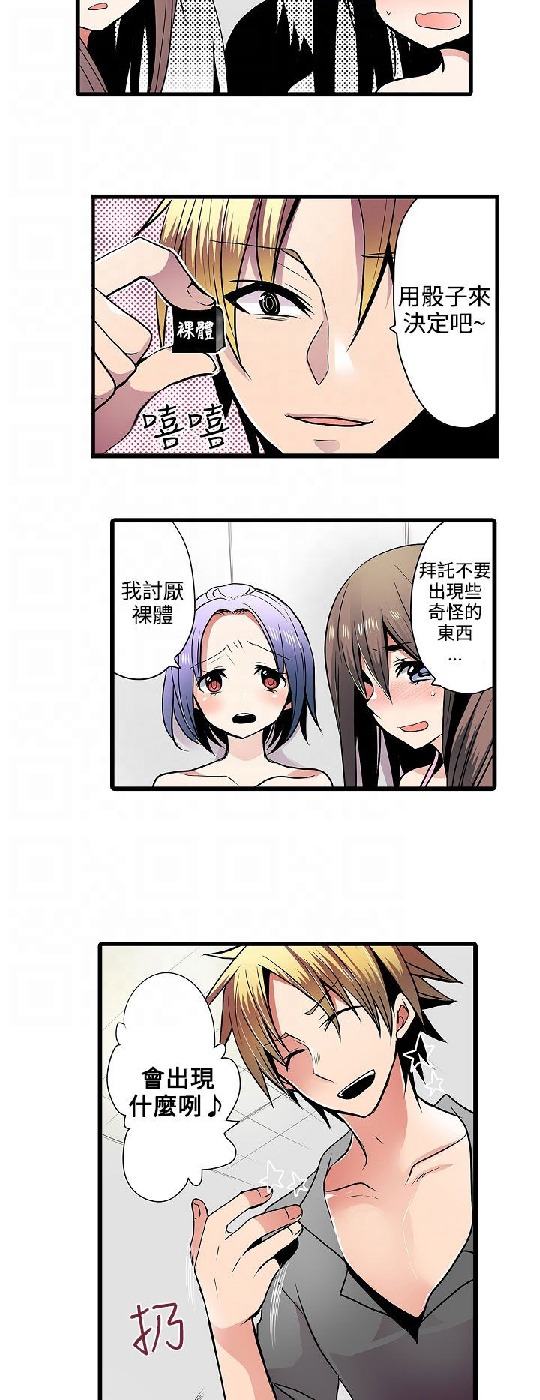 用骰子來
決定吧~
裸體
嘻嘻
拜託不要
出現些
奇怪的
東西
...
我討厭
裸體
會出現
什麼咧♪
扔